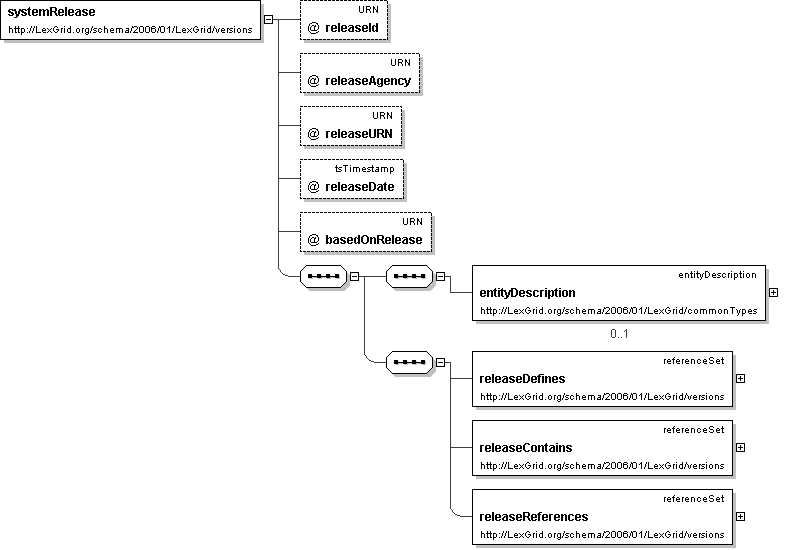 systemRelease
http://LexGrid.org/schema/2006/01/LexGrid/versions
URN
@ releaseId
URN
@ releaseAgency
URN
@ releaseURN
tsTimestamp
@ releaseDate
URN
@ basedOnRelease
entityDescription
entityDescription
http://LexGrid.org/schema/2006/01/LexGrid/commonTypes
0..1
referenceSet
releaseDefines
http://LexGrid.org/schema/2006/01/LexGrid/versions
referenceSet
releaseContains
http://LexGrid.org/schema/2006/01/LexGrid/versions
referenceSet
releaseReferences
http://LexGrid.org/schema/2006/01/LexGrid/versions